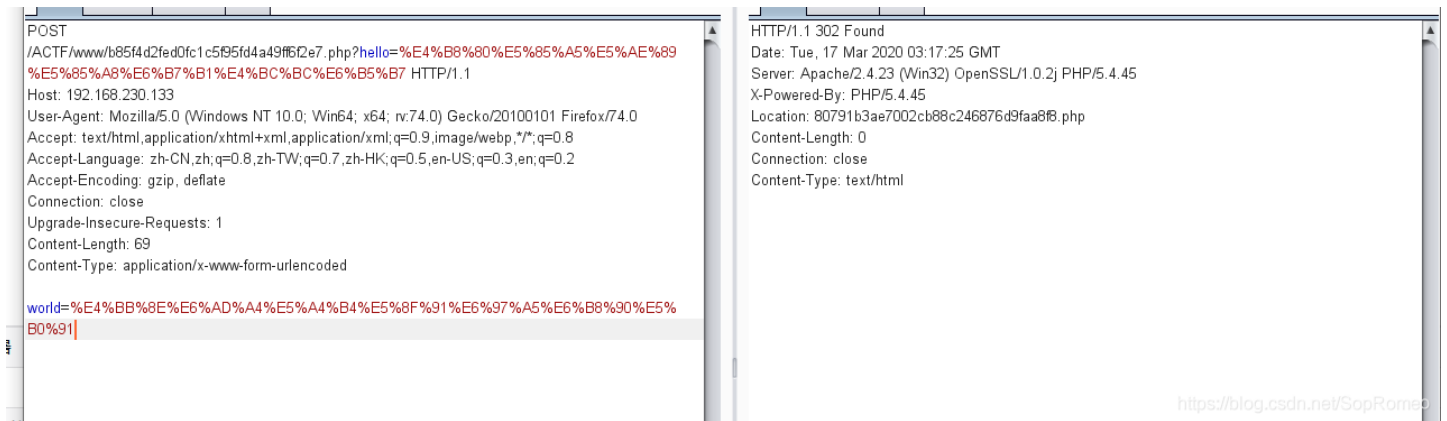 POST
/ACTF/www/b85f4d2fed0fc1c5f95fd4a49ff6f2e7.php?hello=%E4%B8%80%E5%85%A5%E5%AE%89
%E5%85%A8%E6%B7%B1%E4%BC%BC%E6%B5%B7 HTTP/1.1
Host: 192.168.230.133
User-Agent: Mozilla/5.0 (Windows NT 10.0; Win64; x64; rv:74.0) Gecko/20100101 Firefox/74.0
Accept: text/html,application/xhtml+xml,application/xml;q=0.9,image/webp,*/*;q=0.8
Accept-Language: zh-CN,zh;q=0.8,zh-TW;q=0.7,zh-HK;q=0.5,en-US;q=0.3,en;q=0.2
Accept-Encoding: gzip, deflate
Connection: close
Upgrade-Insecure-Requests: 1
Content-Length: 69
Content-Type: application/x-www-form-urlencoded
world=%E4%BB%8E%E6%AD%A4%E5%A4%B4%E5%8F%91%E6%97%A5%E6%B8%90%E5%
B0%91
HTTP/1.1 302 Found
Date: Tue, 17 Mar 2020 03:17:25 GMT
Server: Apache/2.4.23 (Win32) OpenSSL/1.0.2j PHP/5.4.45
X-Powered-By: PHP/5.4.45
Location: 80791b3ae7002cb88c246876d9faa8f8.php
Content-Length: 0
Connection: close
Content-Type: text/html
https://blog.csdn.net/SopRomeo